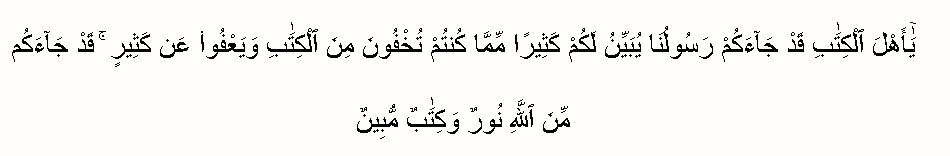 يَٰٓأَهْلَ ٱلْكِتَٰبِ قَدْ جَآءَكُمْ رَسُولُنَا يُبَيِّنُ لَكُمْ كَثِيرًا مِّمَّا كُنتُمْ تُخْفُونَ مِنَ ٱلْكِتَٰبِ وَيَعْفُوا۟ عَن كَثِيرٍ ۚ قَدْ جَآءَكُم
مِّنَ ٱللَّهِ نُورٌ وَكِتَٰبٌ مُّبِينٌ